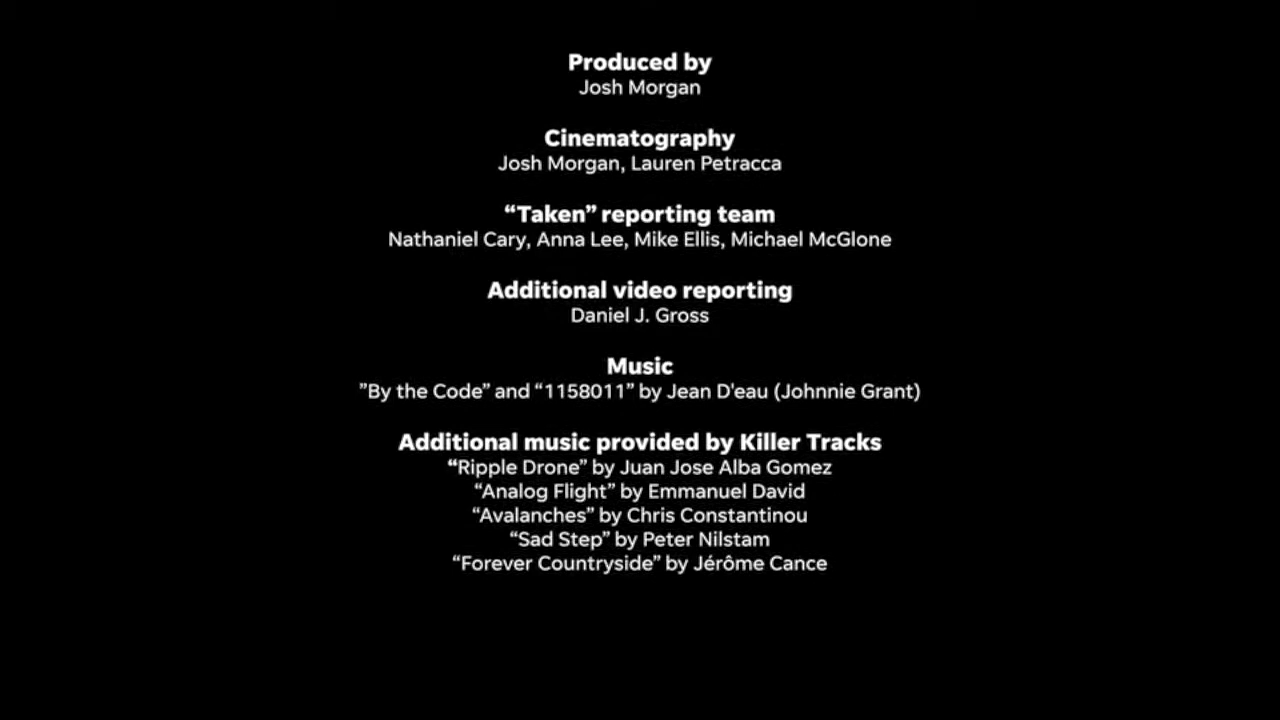 Produced by
Josh Morgan
Cinematography
Josh Morgan, Lauren Petracca
“Taken” reporting team
Nathaniel Cary, Anna Lee, Mike Ellis, Michael McGlone
Additional video reporting
Daniel J. Gross
Music
”By the Code” and “1158011” by Jean D'eau (Johnnie Grant)
Additional music provided by Killer Tracks
“Ripple Drone” by Juan Jose Alba Gomez
“Analog Flight” by Emmanuel David
“Avalanches” by Chris Constantinou
“Sad Step” by Peter Nilstam
“Forever Countryside” by Jérôme Cance